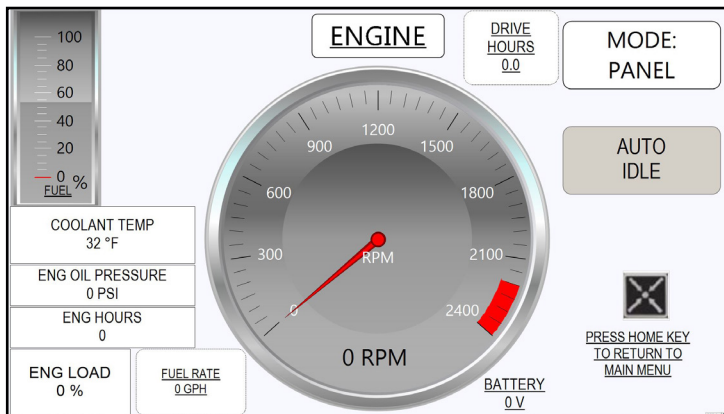 ENGINE
DRIVE
HOURS
0.0
MODE:
PANEL
100
80
60
40
20
0
%
FUEL
AUTO
IDLE
0
300
600
900
1200
1500
1800
2100
2400
RPM
0 RPM
COOLANT TEMP
32 °F
ENG OIL PRESSURE
0 PSI
ENG HOURS
0
ENG LOAD
0 %
FUEL RATE
0 GPH
BATTERY
0 V
PRESS HOME KEY
TO RETURN TO
MAIN MENU